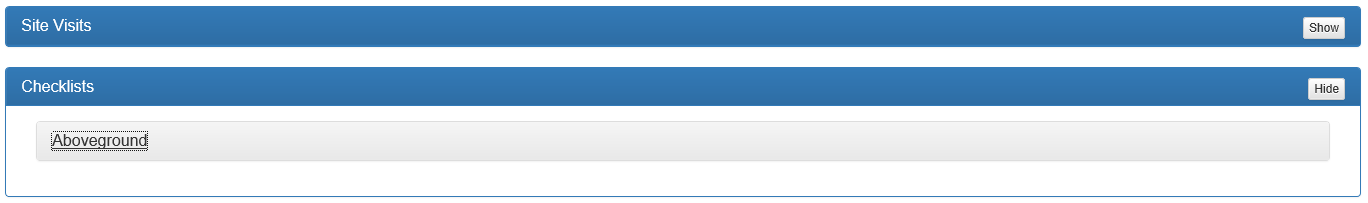 Site Visits
Show
Checklists
Hide
Aboveground